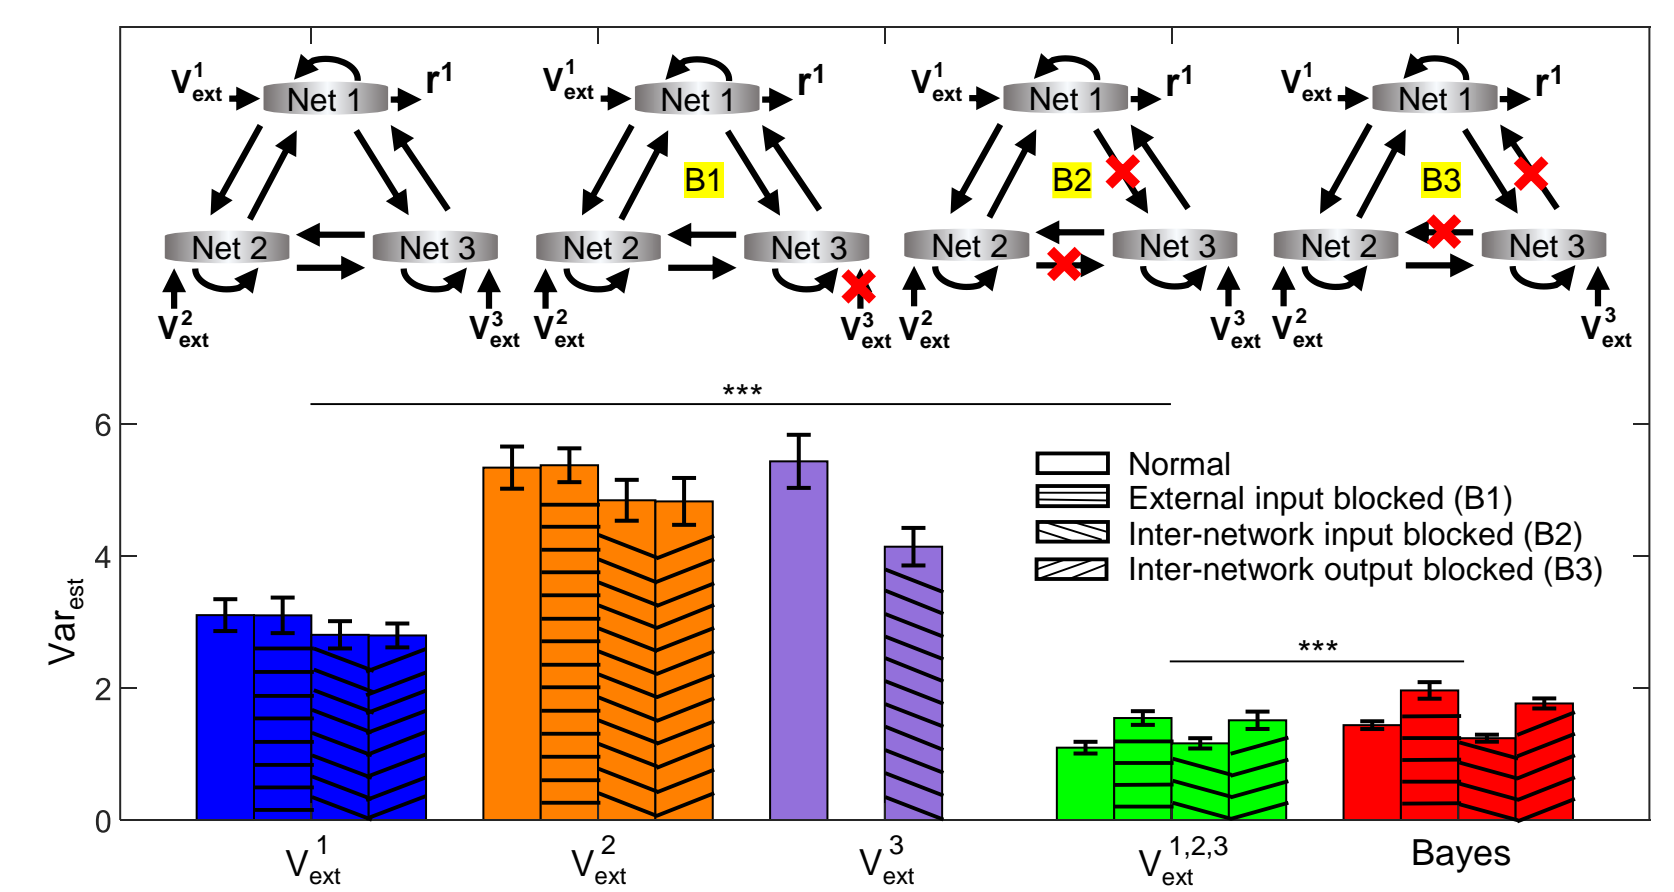 V¹ext Net 1 r¹
Net 2 Net 3
V²ext V³ext
V¹ext Net 1 r¹
B1
Net 2 Net 3
V²ext V³ext
V¹ext Net 1 r¹
B2
Net 2 Net 3
V²ext V³ext
V¹ext Net 1 r¹
B3
Net 2 Net 3
V²ext V³ext
***
Normal
External input blocked (B1)
Inter-network input blocked (B2)
Inter-network output blocked (B3)
***
Varest
6
4
2
0
V¹ext V²ext V³ext V¹,²,³ext Bayes